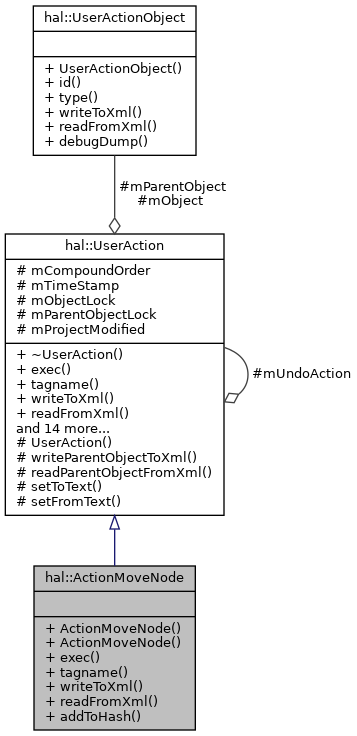 hal::UserActionObject
+ UserActionObject()
+ id()
+ type()
+ writeToXml()
+ readFromXml()
+ debugDump()
#mParentObject
#mObject
hal::UserAction
# mCompoundOrder
# mTimeStamp
# mObjectLock
# mParentObjectLock
# mProjectModified
+ ~UserAction()
+ exec()
+ tagname()
+ writeToXml()
+ readFromXml()
and 14 more...
# UserAction()
# writeParentObjectToXml()
# readParentObjectFromXml()
# setToText()
# setFromText()
#mUndoAction
hal::ActionMoveNode
+ ActionMoveNode()
+ ActionMoveNode()
+ exec()
+ tagname()
+ writeToXml()
+ readFromXml()
+ addToHash()